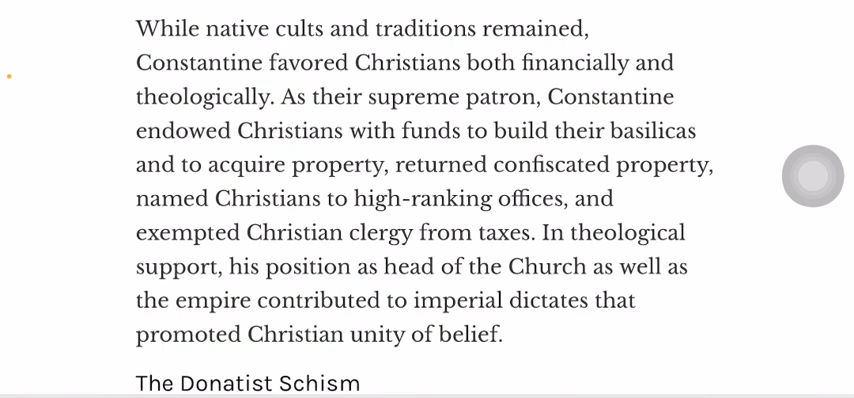 While native cults and traditions remained,
Constantine favored Christians both financially and
theologically. As their supreme patron, Constantine
endowed Christians with funds to build their basilicas
and to acquire property, returned confiscated property,
named Christians to high-ranking offices, and
exempted Christian clergy from taxes. In theological
support, his position as head of the Church as well as
the empire contributed to imperial dictates that
promoted Christian unity of belief.
The Donatist Schism